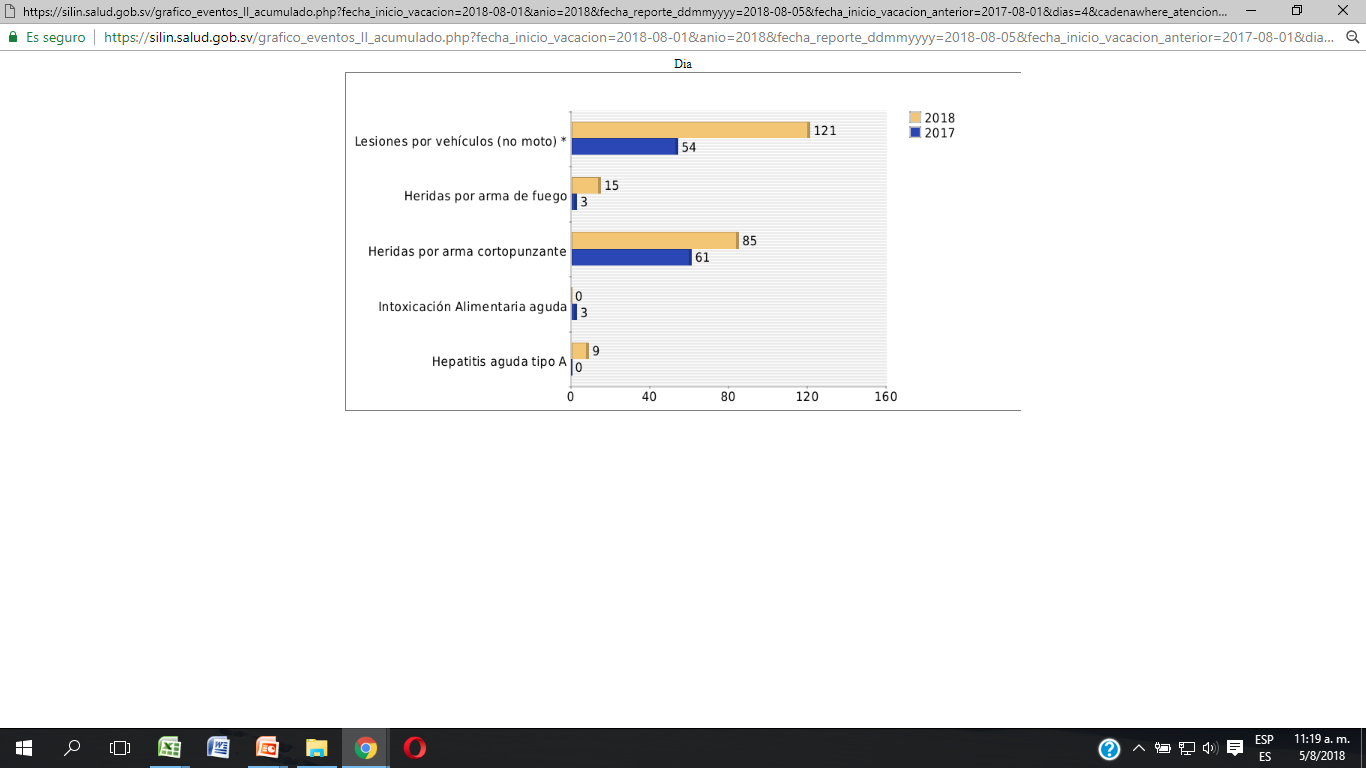 https://silin.salud.gob.sv/grafico_eventos_II_acumulado.php?fecha_inicio_vacacion=2018-08-01&anio=2018&fecha_reporte_ddmmyyyy=2018-08-05&fecha_inicio_vacacion_anterior=2017-08-01&dias=4&cadenawhere_atencion...
Es seguro | https://silin.salud.gob.sv/grafico_eventos_II_acumulado.php?fecha_inicio_vacacion=2018-08-01&anio=2018&fecha_reporte_ddmmyyyy=2018-08-05&fecha_inicio_vacacion_anterior=2017-08-01&dia...
Dia
2018
2017
Lesiones por vehículos (no moto) *
121
54
Heridas por arma de fuego
15
3
Heridas por arma cortopunzante
85
61
Intoxicación Alimentaria aguda
0
3
Hepatitis aguda tipo A
9
0
0 40 80 120 160
ESP
ES
11:19 a. m.
5/8/2018